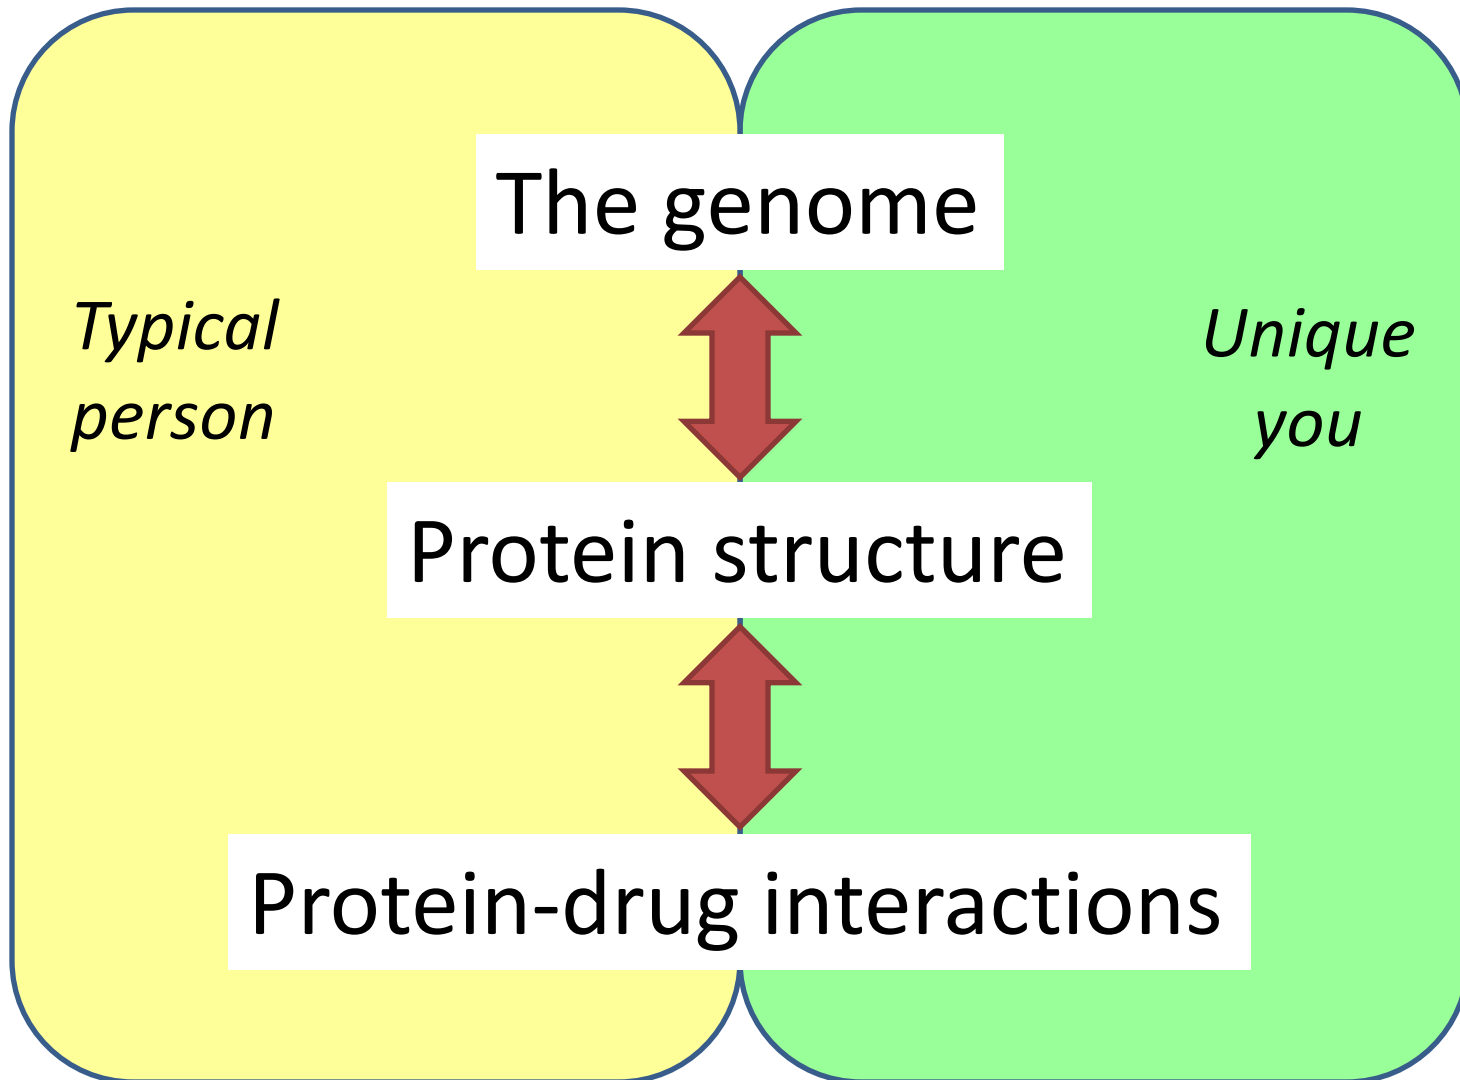 The genome
Typical
person
Unique
you
Protein structure
Protein-drug interactions